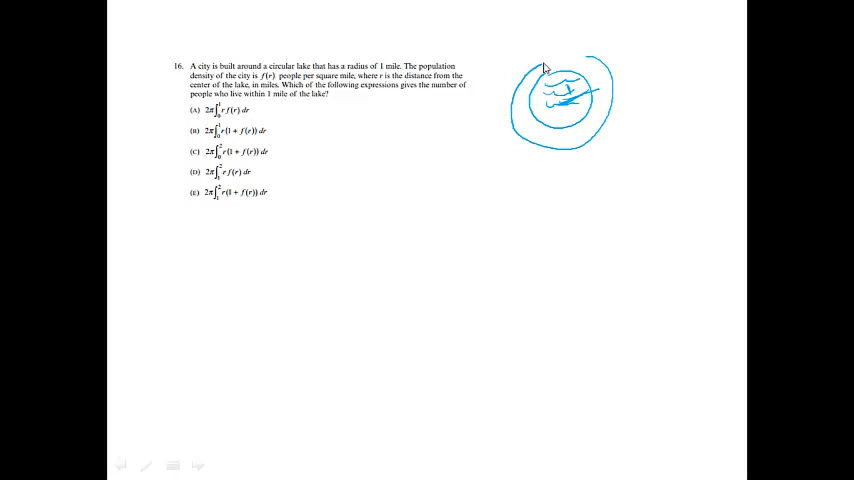 16. A city is built around a circular lake that has a radius of 1 mile. The population
density of the city is f(r) people per square mile, where r is the distance from the
center of the lake, in miles. Which of the following expressions gives the number of
people who live within 1 mile of the lake?
(A) 2π∫₀¹ r f(r) dr
(B) 2π∫₀¹ r(1 + f(r)) dr
(C) 2π∫₀² r(1 + f(r)) dr
(D) 2π∫₁² r f(r) dr
(E) 2π∫₁² r(1 + f(r)) dr
1